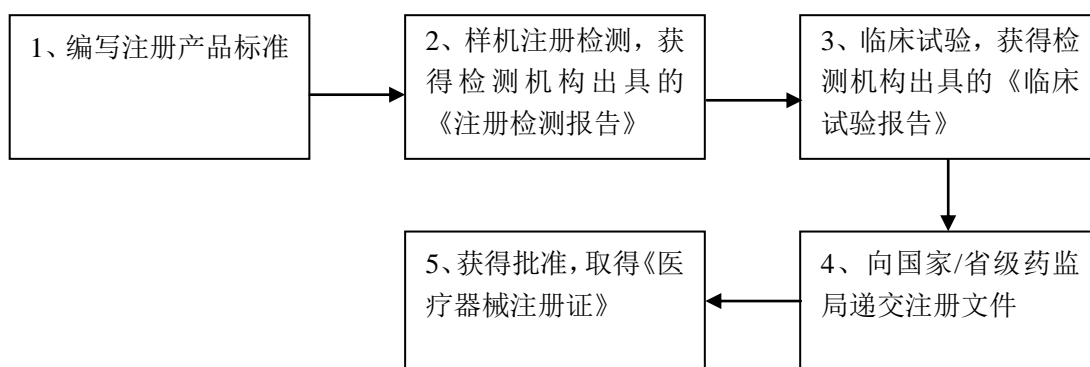 1、编写注册产品标准
2、样机注册检测，获
得检测机构出具的
《注册检测报告》
3、临床试验，获得检
测机构出具的《临床
试验报告》
4、向国家/省级药监
局递交注册文件
5、获得批准，取得《医
疗器械注册证》